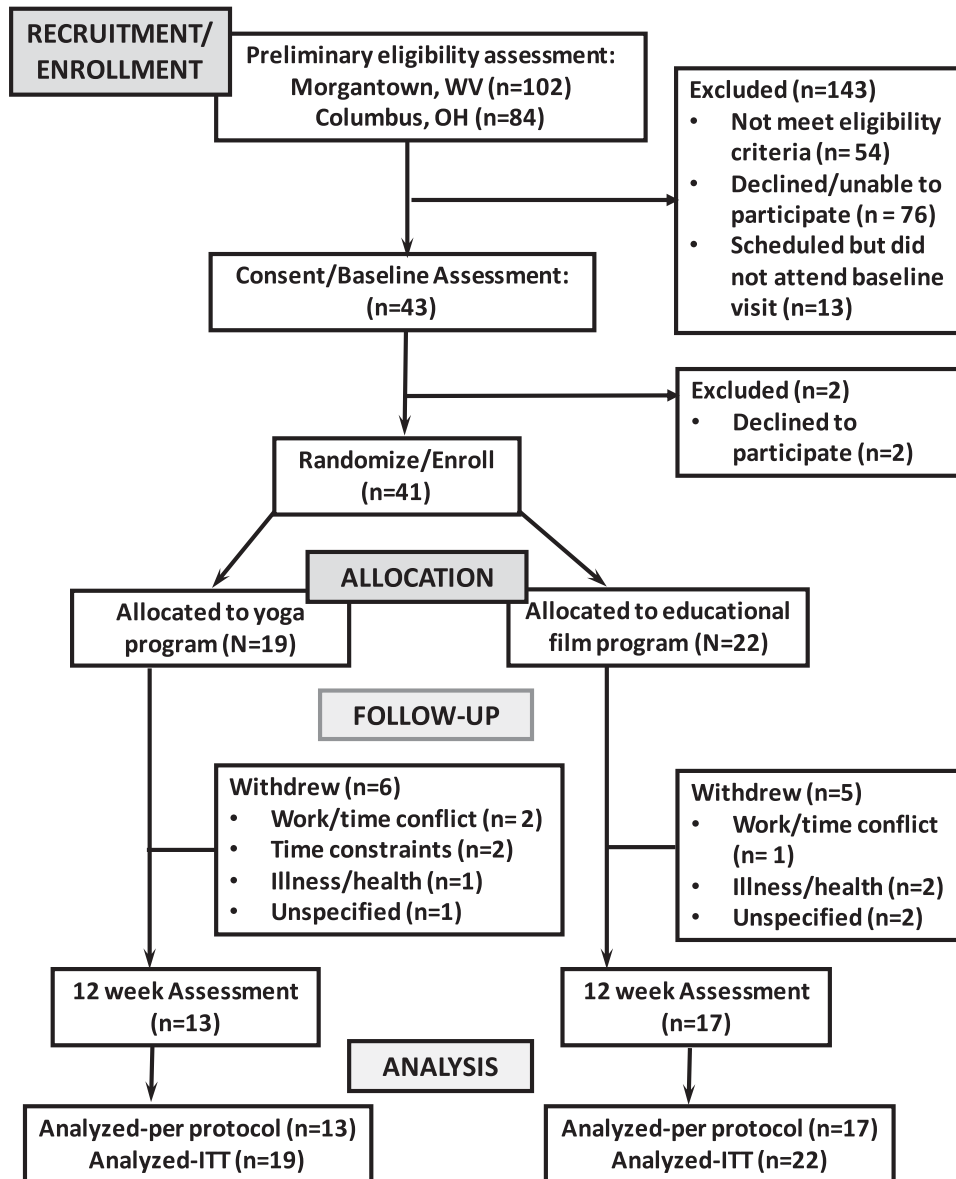 RECRUITMENT/
ENROLLMENT
Preliminary eligibility assessment:
Morgantown, WV (n=102)
Columbus, OH (n=84)
Excluded (n=143)
• Not meet eligibility
criteria (n= 54)
• Declined/unable to
participate (n = 76)
• Scheduled but did
not attend baseline
visit (n=13)
Consent/Baseline Assessment:
(n=43)
Excluded (n=2)
• Declined to
participate (n=2)
Randomize/Enroll
(n=41)
ALLOCATION
Allocated to yoga
program (N=19)
Allocated to educational
film program (N=22)
FOLLOW-UP
Withdrew (n=6)
• Work/time conflict (n= 2)
• Time constraints (n=2)
• Illness/health (n=1)
• Unspecified (n=1)
Withdrew (n=5)
• Work/time conflict
(n= 1)
• Illness/health (n=2)
• Unspecified (n=2)
12 week Assessment
(n=13)
12 week Assessment
(n=17)
ANALYSIS
Analyzed-per protocol (n=13)
Analyzed-ITT (n=19)
Analyzed-per protocol (n=17)
Analyzed-ITT (n=22)